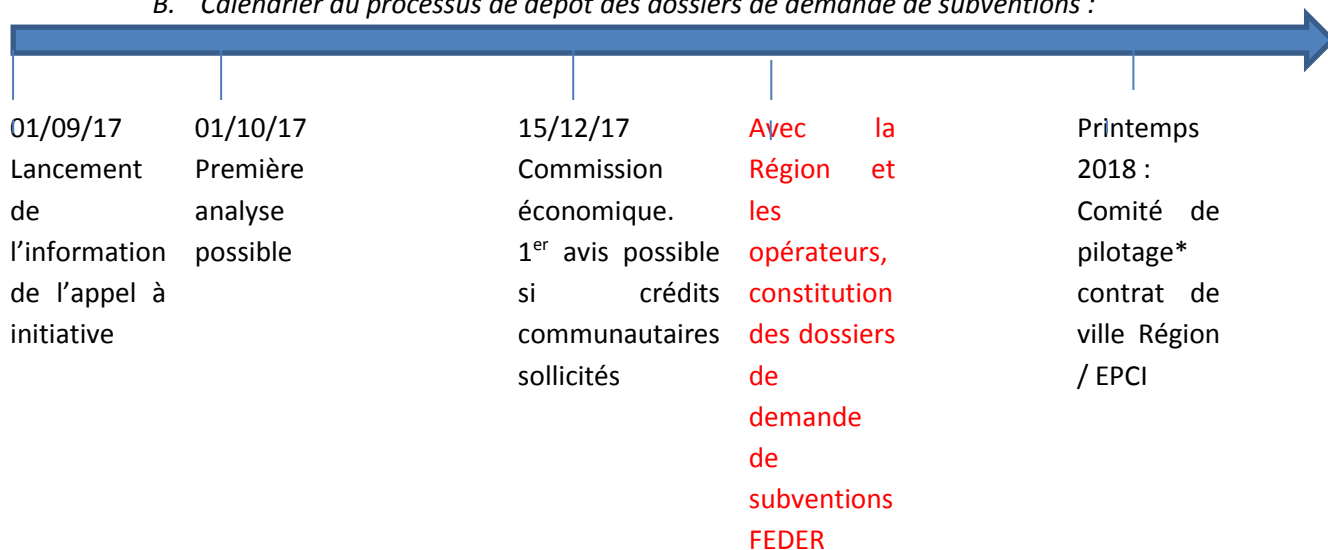 B. Calendrier du processus de dépôt des dossiers de demande de subventions :
01/09/17
Lancement
de
l’information
de l’appel à
initiative
01/10/17
Première
analyse
possible
15/12/17
Commission
économique.
1er avis possible
si crédits
communautaires
sollicités
Avec la
Région et
les
opérateurs,
constitution
des dossiers
de
demande
de
subventions
FEDER
Printemps
2018 :
Comité de
pilotage*
contrat de
ville Région
/ EPCI